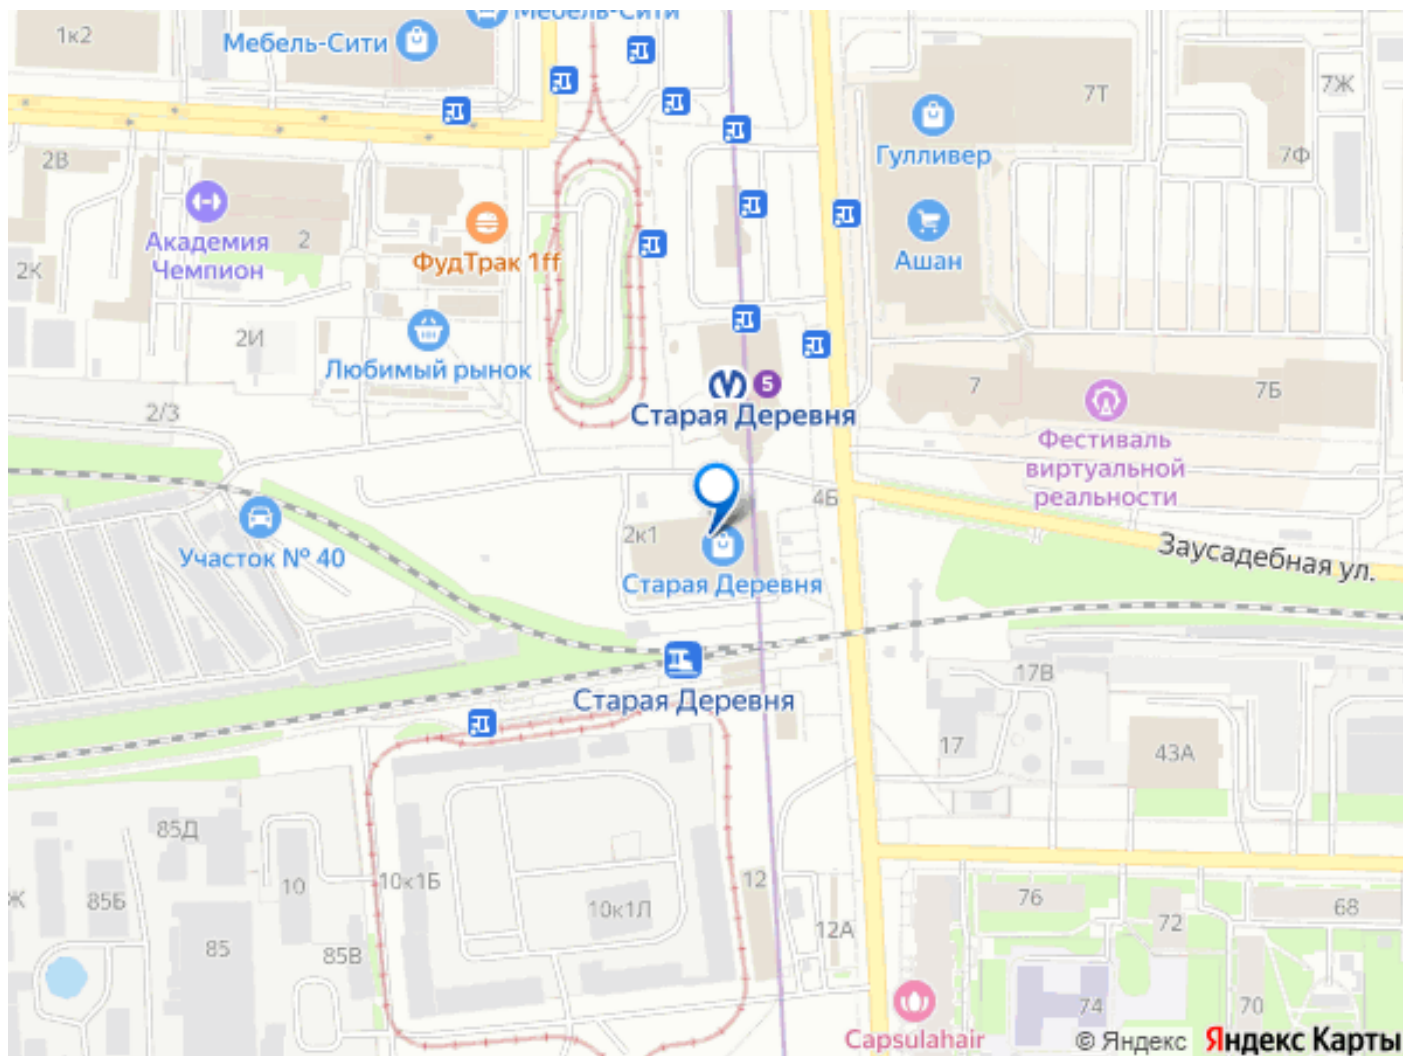 1к2
Мебель-Сити
Мебель-Сити
7Т
7Ж
Гулливер
7Ф
2В
Академия
Чемпион
2
ФудТрак 1ff
Ашан
2К
2И
Любимый рынок
5
Старая Деревня
7
7Б
2/3
Фестиваль
виртуальной
реальности
4Б
2к1
Участок № 40
Старая Деревня
Заусадебная ул.
Старая Деревня
17В
17
43А
85Д
10
10к1Б
85Б
Ж
10к1Л
12
85
85В
12А
76
72
68
74
70
Capsulahair
© Яндекс Яндекс Карты